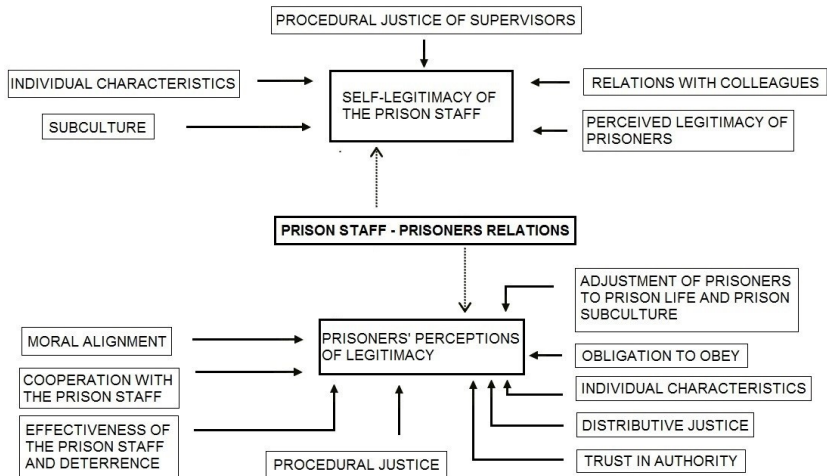 PROCEDURAL JUSTICE OF SUPERVISORS
INDIVIDUAL CHARACTERISTICS
SELF-LEGITIMACY OF
THE PRISON STAFF
RELATIONS WITH COLLEAGUES
SUBCULTURE
PERCEIVED LEGITIMACY OF
PRISONERS
PRISON STAFF - PRISONERS RELATIONS
ADJUSTMENT OF PRISONERS
TO PRISON LIFE AND PRISON
SUBCULTURE
MORAL ALIGNMENT
PRISONERS' PERCEPTIONS
OF LEGITIMACY
OBLIGATION TO OBEY
COOPERATION WITH
THE PRISON STAFF
INDIVIDUAL CHARACTERISTICS
EFFECTIVENESS OF
THE PRISON STAFF
AND DETERRENCE
DISTRIBUTIVE JUSTICE
PROCEDURAL JUSTICE
TRUST IN AUTHORITY